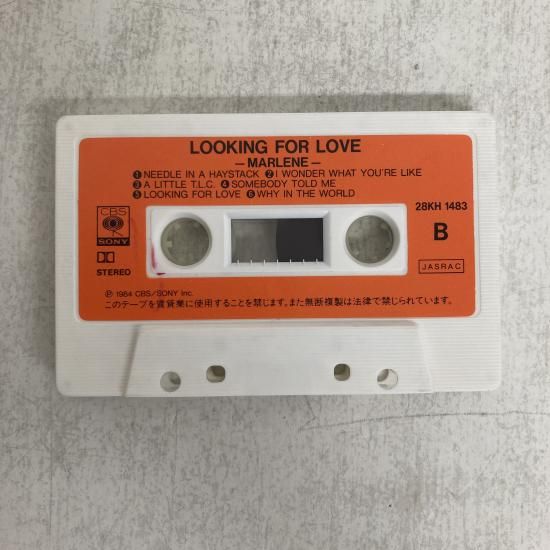 LOOKING FOR LOVE
—MARLENE—
❶NEEDLE IN A HAYSTACK ❷I WONDER WHAT YOU'RE LIKE
❸A LITTLE T.L.C. ❹SOMEBODY TOLD ME
❺LOOKING FOR LOVE ❻WHY IN THE WORLD
28KH 1483
CBS
SONY
B
STEREO
JASRAC
Ⓟ 1984 CBS/SONY Inc.
このテープを賃貸業に使用することを禁じます。また無断複製は法律で禁じられています。